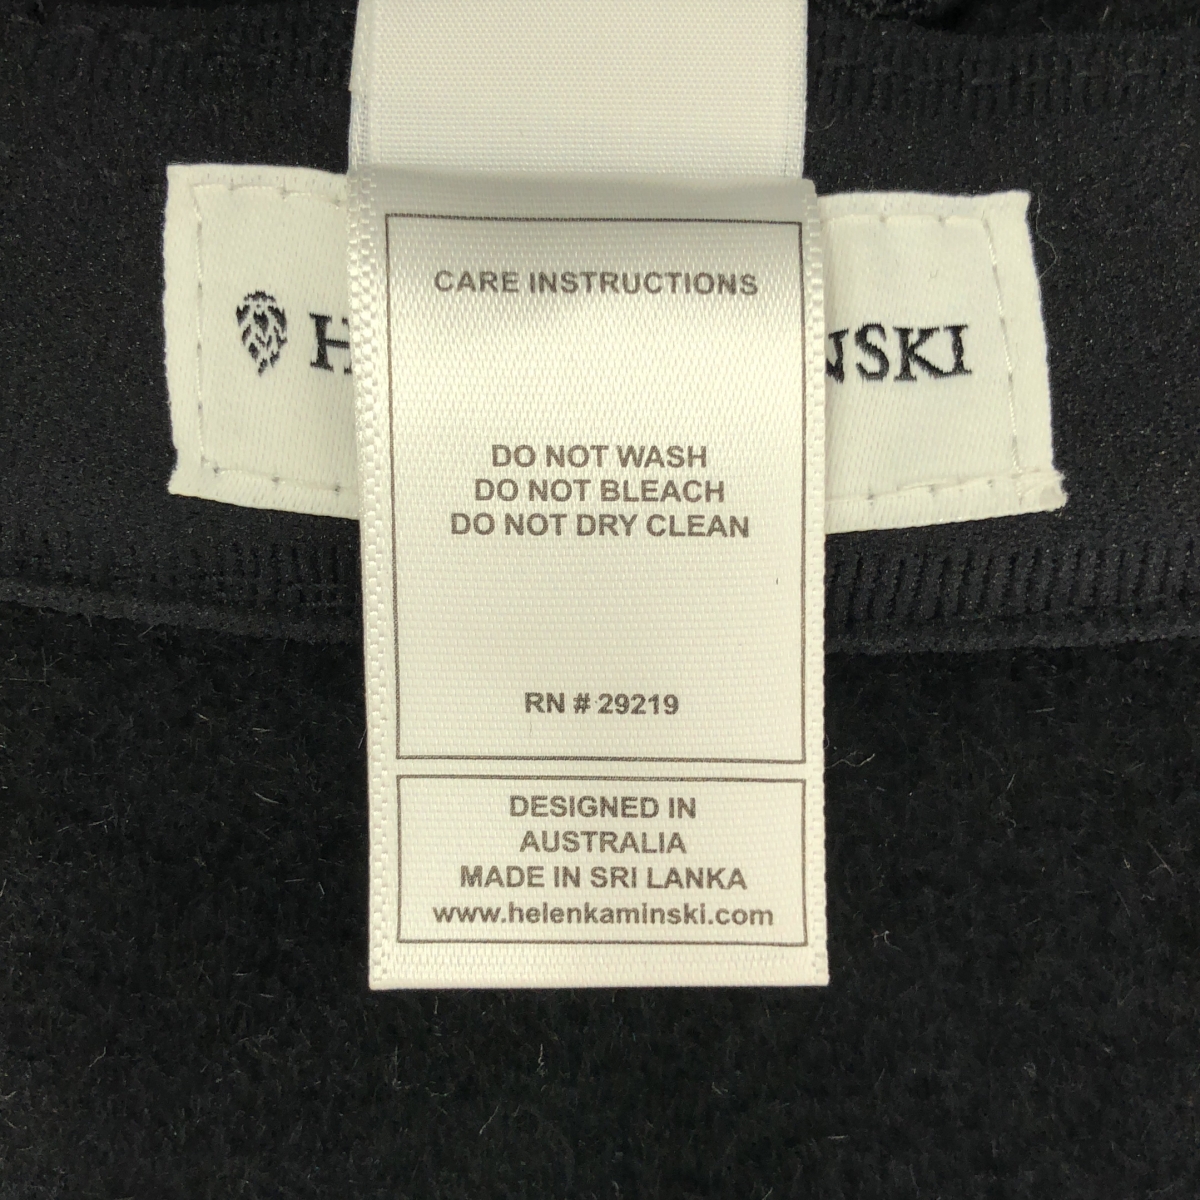 CARE INSTRUCTIONS
DO NOT WASH
DO NOT BLEACH
DO NOT DRY CLEAN
RN # 29219
DESIGNED IN
AUSTRALIA
MADE IN SRI LANKA
www.helenkaminski.com